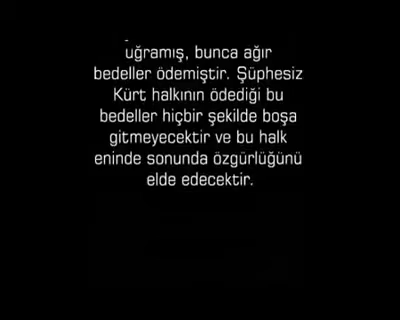 uğramış, bunca ağır
bedeller ödemiştir. Şüphesiz
Kürt halkının ödediği bu
bedeller hiçbir şekilde boşa
gitmeyecektir ve bu halk
eninde sonunda özgürlüğünü
elde edecektir.